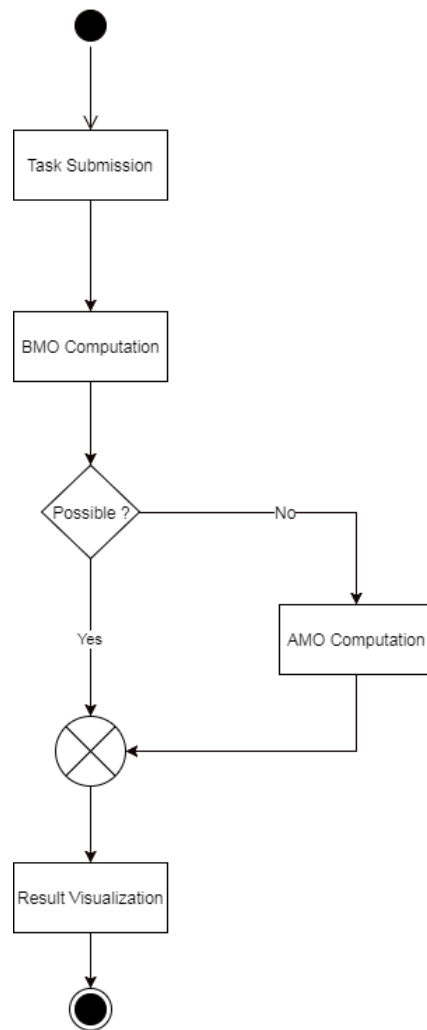 Task Submission
BMO Computation
Possible ?
No
Yes
AMO Computation
Result Visualization